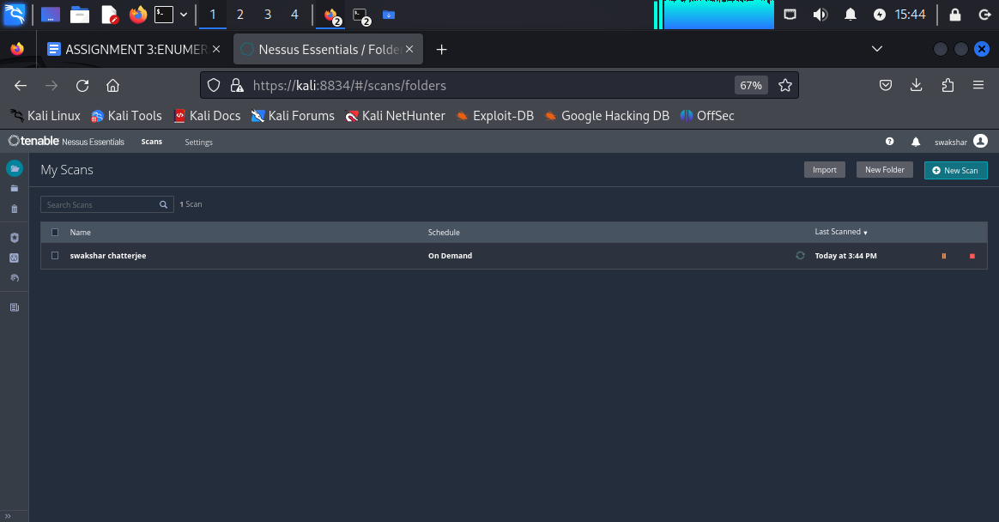 1 2 3 4 2 2 15:44
ASSIGNMENT 3:ENUMER Nessus Essentials / Folde
https://kali:8834/#/scans/folders 67%
Kali Linux Kali Tools Kali Docs Kali Forums Kali NetHunter Exploit-DB Google Hacking DB OffSec
tenable Nessus Essentials Scans Settings swakshar
My Scans Import New Folder New Scan
Search Scans 1 Scan
Name Schedule Last Scanned
swakshar chatterjee On Demand Today at 3:44 PM